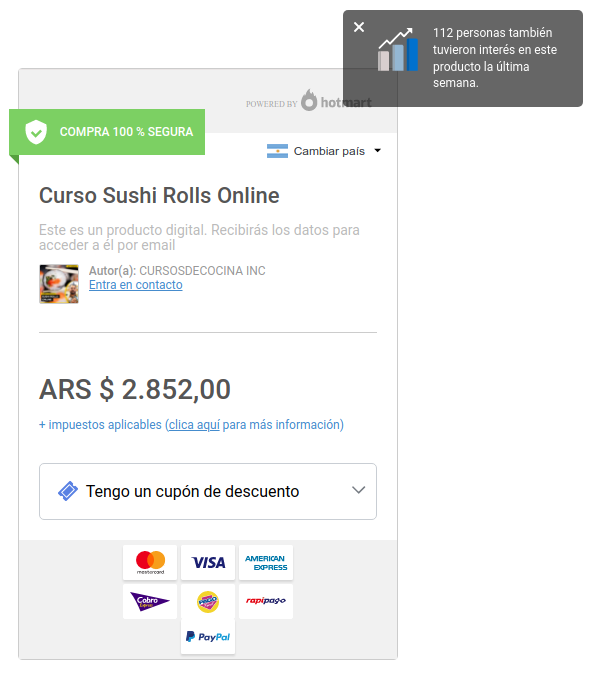 112 personas también
tuvieron interés en este
producto la última
semana.
POWERED BY hotmart
COMPRA 100 % SEGURA
Cambiar país
Curso Sushi Rolls Online
Este es un producto digital. Recibirás los datos para
acceder a él por email
Autor(a): CURSOSDECOCINA INC
Entra en contacto
ARS $ 2.852,00
+ impuestos aplicables (clica aquí para más información)
Tengo un cupón de descuento
mastercard
VISA
AMERICAN
EXPRESS
Cobro
Express
rapipago
PayPal